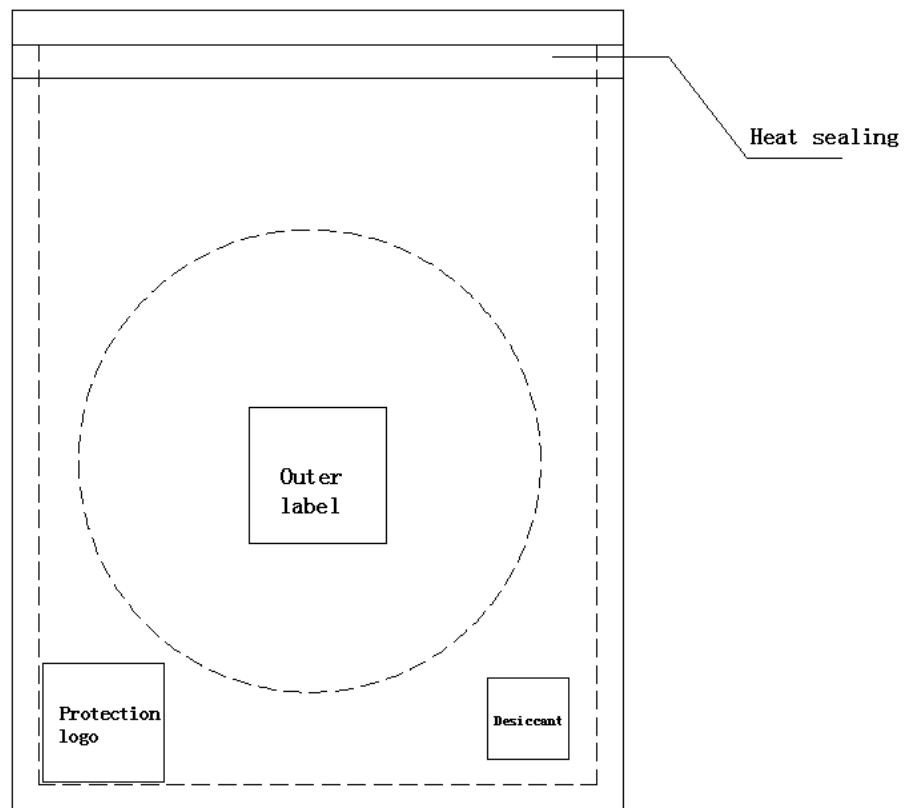 Heat sealing
Outer
label
Protection
logo
Desiccant